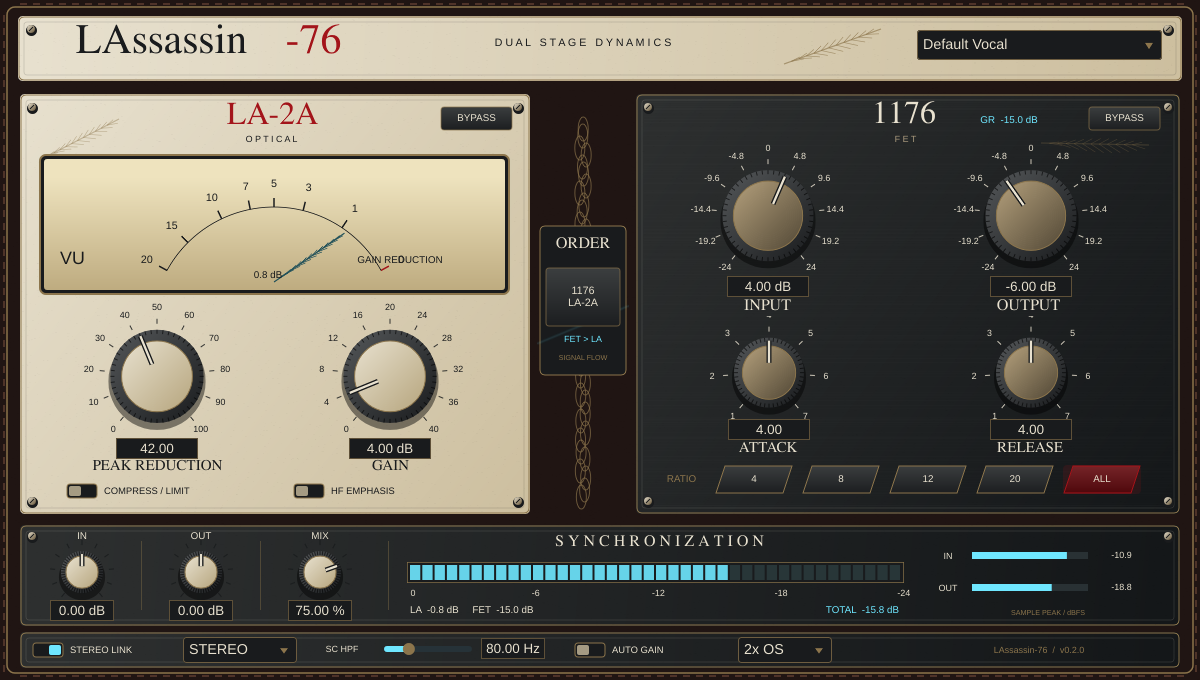 LAssassin -76
DUAL STAGE DYNAMICS
Default Vocal
LA-2A
OPTICAL
BYPASS
20 15 10 7 5 3 1 0
VU
GAIN REDUCTION
0.8 dB
0 10 20 30 40 50 60 70 80 90 100
42.00
PEAK REDUCTION
0 4 8 12 16 20 24 28 32 36 40
4.00 dB
GAIN
COMPRESS / LIMIT
HF EMPHASIS
ORDER
1176
LA-2A
FET > LA
SIGNAL FLOW
1176
FET
GR -15.0 dB
BYPASS
-24 -19.2 -14.4 -9.6 -4.8 0 4.8 9.6 14.4 19.2 24
4.00 dB
INPUT
-24 -19.2 -14.4 -9.6 -4.8 0 4.8 9.6 14.4 19.2 24
-6.00 dB
OUTPUT
1 2 3 5 6 7
4.00
ATTACK
1 2 3 5 6 7
4.00
RELEASE
RATIO
4
8
12
20
ALL
IN
0.00 dB
OUT
0.00 dB
MIX
75.00 %
SYNCHRONIZATION
0 -6 -12 -18 -24
LA -0.8 dB FET -15.0 dB
TOTAL -15.8 dB
IN -10.9
OUT -18.8
SAMPLE PEAK / dBFS
STEREO LINK
STEREO
SC HPF
80.00 Hz
AUTO GAIN
2x OS
LAssassin-76 / v0.2.0